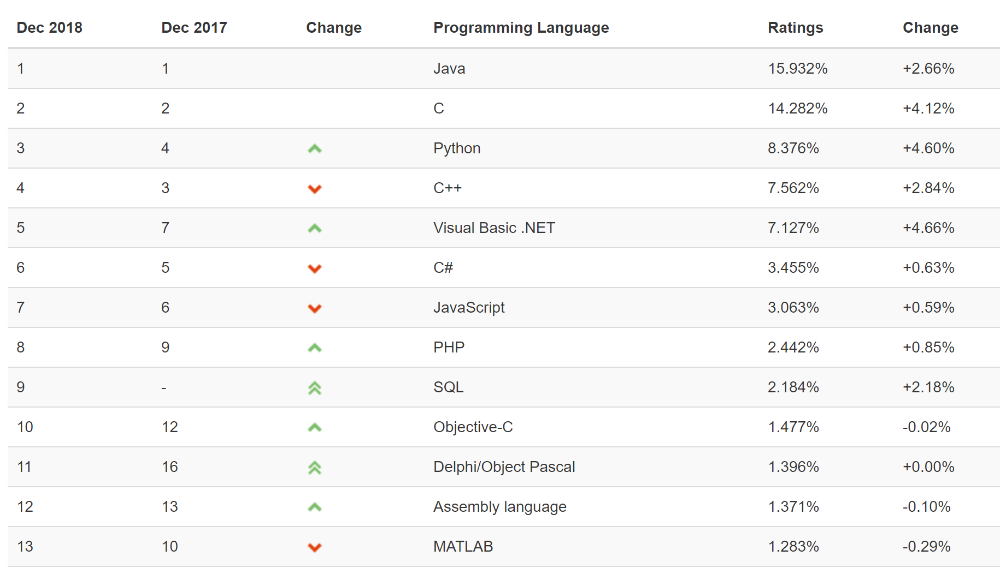 Dec 2018 Dec 2017 Change Programming Language Ratings Change
1 1 Java 15.932% +2.66%
2 2 C 14.282% +4.12%
3 4 Python 8.376% +4.60%
4 3 C++ 7.562% +2.84%
5 7 Visual Basic .NET 7.127% +4.66%
6 5 C# 3.455% +0.63%
7 6 JavaScript 3.063% +0.59%
8 9 PHP 2.442% +0.85%
9 - SQL 2.184% +2.18%
10 12 Objective-C 1.477% -0.02%
11 16 Delphi/Object Pascal 1.396% +0.00%
12 13 Assembly language 1.371% -0.10%
13 10 MATLAB 1.283% -0.29%